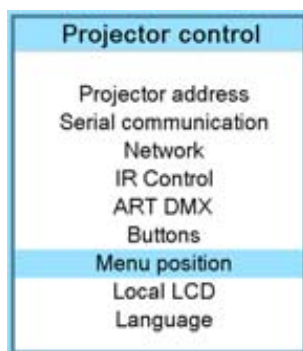 Projector control
Projector address
Serial communication
Network
IR Control
ART DMX
Buttons
Menu position
Local LCD
Language